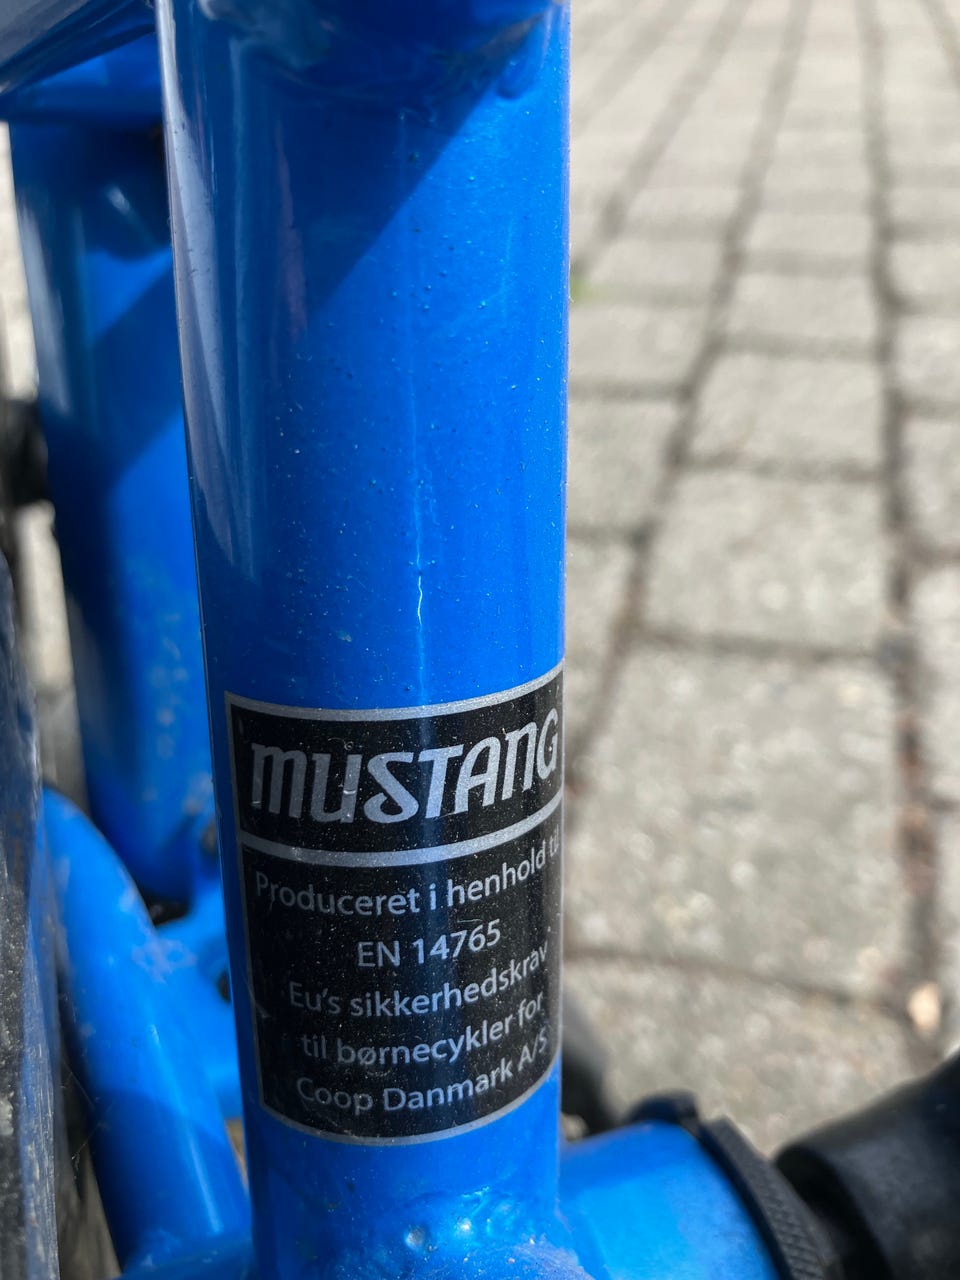 MUSTANG
Produceret i henhold til
EN 14765
Eu's sikkerhedskrav
til børnecykler for
Coop Danmark A/S